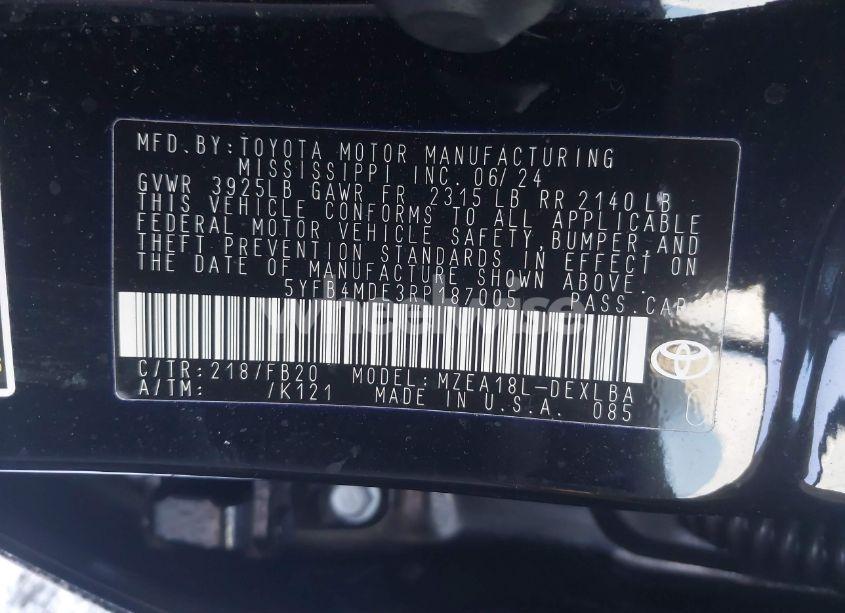 MFD.BY:TOYOTA MOTOR MANUFACTURING
MISSISSIPPI INC. 06/24
GVWR 3925LB GAWR FR 2315 LB RR 2140 LB
THIS VEHICLE CONFORMS TO ALL APPLICABLE
FEDERAL MOTOR VEHICLE SAFETY, BUMPER, AND
THEFT PREVENTION STANDARDS IN EFFECT ON
THE DATE OF MANUFACTURE SHOWN ABOVE.
5YFB4MDE3RP187005 PASS.CAR
wheelwise
C/TR:218/FB20 MODEL:MZEA18L-DEXLBA
A/TM: /K121 MADE IN U.S.A. 085